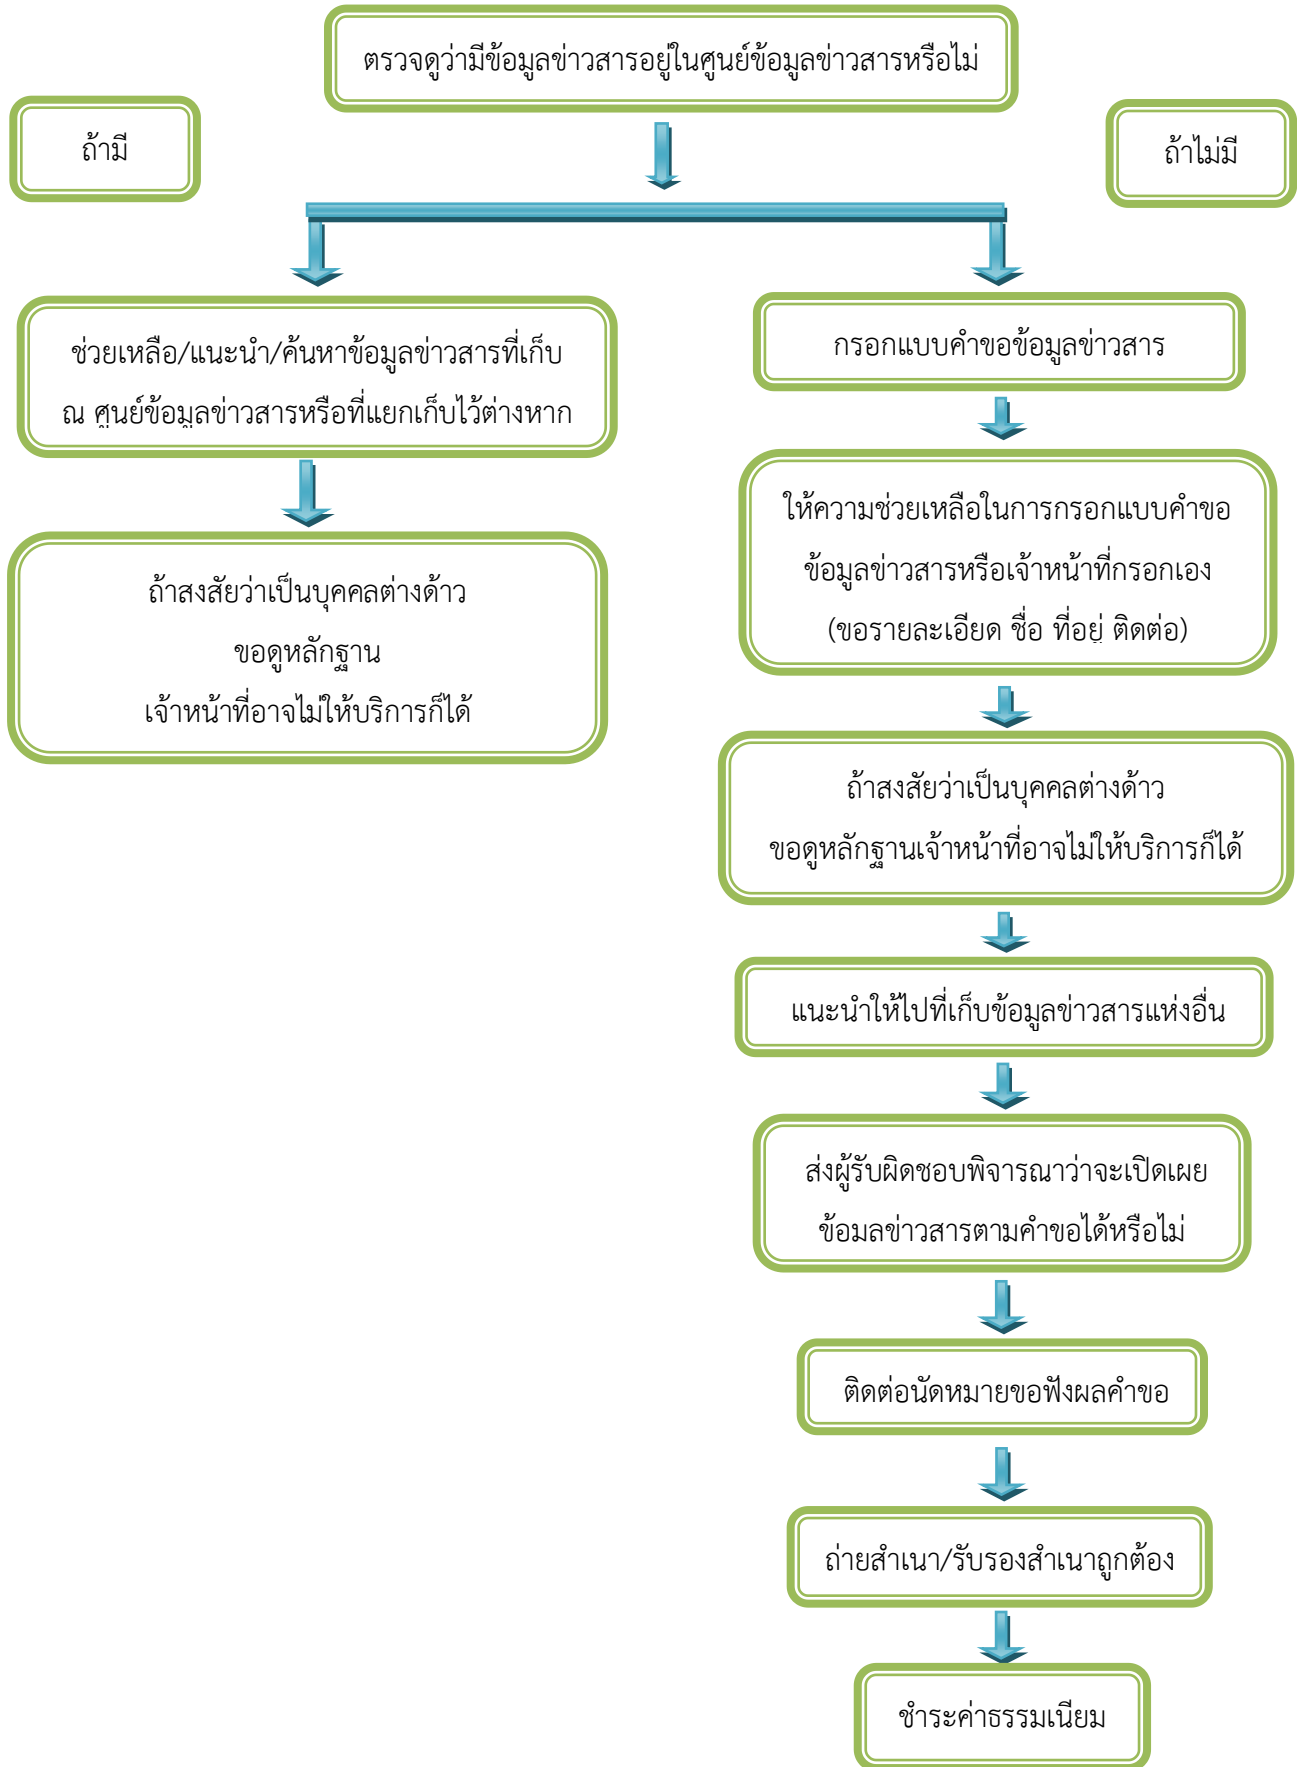 ตรวจดูว่ามีข้อมูลข่าวสารอยู่ในศูนย์ข้อมูลข่าวสารหรือไม่
ถ้ามี
ถ้าไม่มี
ช่วยเหลือ/แนะนำ/ค้นหาข้อมูลข่าวสารที่เก็บ
ณ ศูนย์ข้อมูลข่าวสารหรือที่แยกเก็บไว้ต่างหาก
ถ้าสงสัยว่าเป็นบุคคลต่างด้าว
ขอดูหลักฐาน
เจ้าหน้าที่อาจไม่ให้บริการก็ได้
กรอกแบบคำขอข้อมูลข่าวสาร
ให้ความช่วยเหลือในการกรอกแบบคำขอ
ข้อมูลข่าวสารหรือเจ้าหน้าที่กรอกเอง
(ขอรายละเอียด ชื่อ ที่อยู่ ติดต่อ)
ถ้าสงสัยว่าเป็นบุคคลต่างด้าว
ขอดูหลักฐานเจ้าหน้าที่อาจไม่ให้บริการก็ได้
แนะนำให้ไปที่เก็บข้อมูลข่าวสารแห่งอื่น
ส่งผู้รับผิดชอบพิจารณาว่าจะเปิดเผย
ข้อมูลข่าวสารตามคำขอได้หรือไม่
ติดต่อนัดหมายขอฟังผลคำขอ
ถ่ายสำเนา/รับรองสำเนาถูกต้อง
ชำระค่าธรรมเนียม